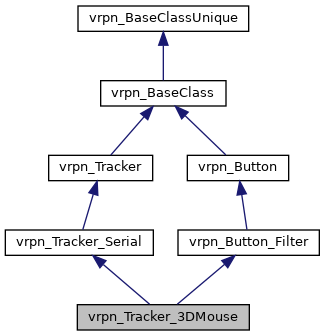 vrpn_BaseClassUnique
vrpn_BaseClass
vrpn_Tracker
vrpn_Button
vrpn_Tracker_Serial
vrpn_Button_Filter
vrpn_Tracker_3DMouse